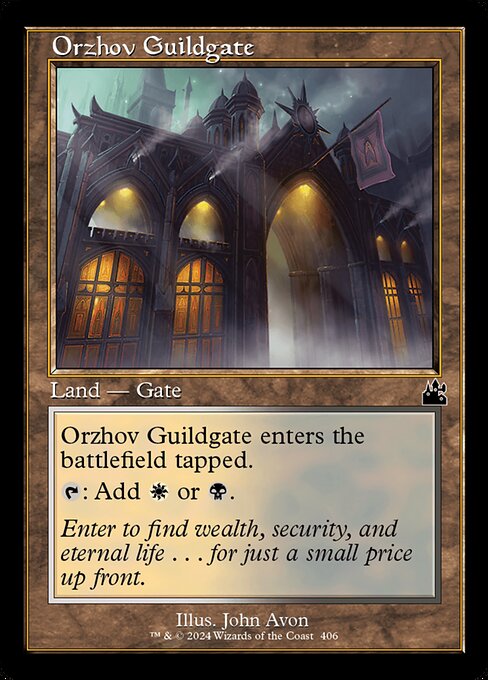 Orzhov Guildgate
Land — Gate
Orzhov Guildgate enters the
battlefield tapped.
: Add or .
Enter to find wealth, security, and
eternal life . . . for just a small price
up front.
Illus. John Avon
™ & © 2024 Wizards of the Coast 406